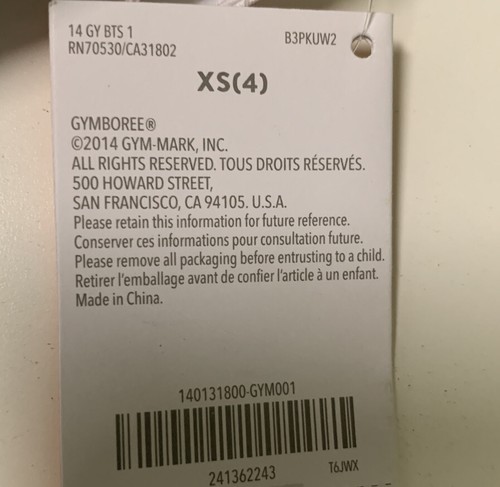 14 GY BTS 1
RN70530/CA31802
B3PKUW2
XS(4)
GYMBOREE®
©2014 GYM-MARK, INC.
ALL RIGHTS RESERVED. TOUS DROITS RÉSERVÉS.
500 HOWARD STREET,
SAN FRANCISCO, CA 94105. U.S.A.
Please retain this information for future reference.
Conserver ces informations pour consultation future.
Please remove all packaging before entrusting to a child.
Retirer l'emballage avant de confier l'article à un enfant.
Made in China.
140131800-GYM001
241362243
T6JWX